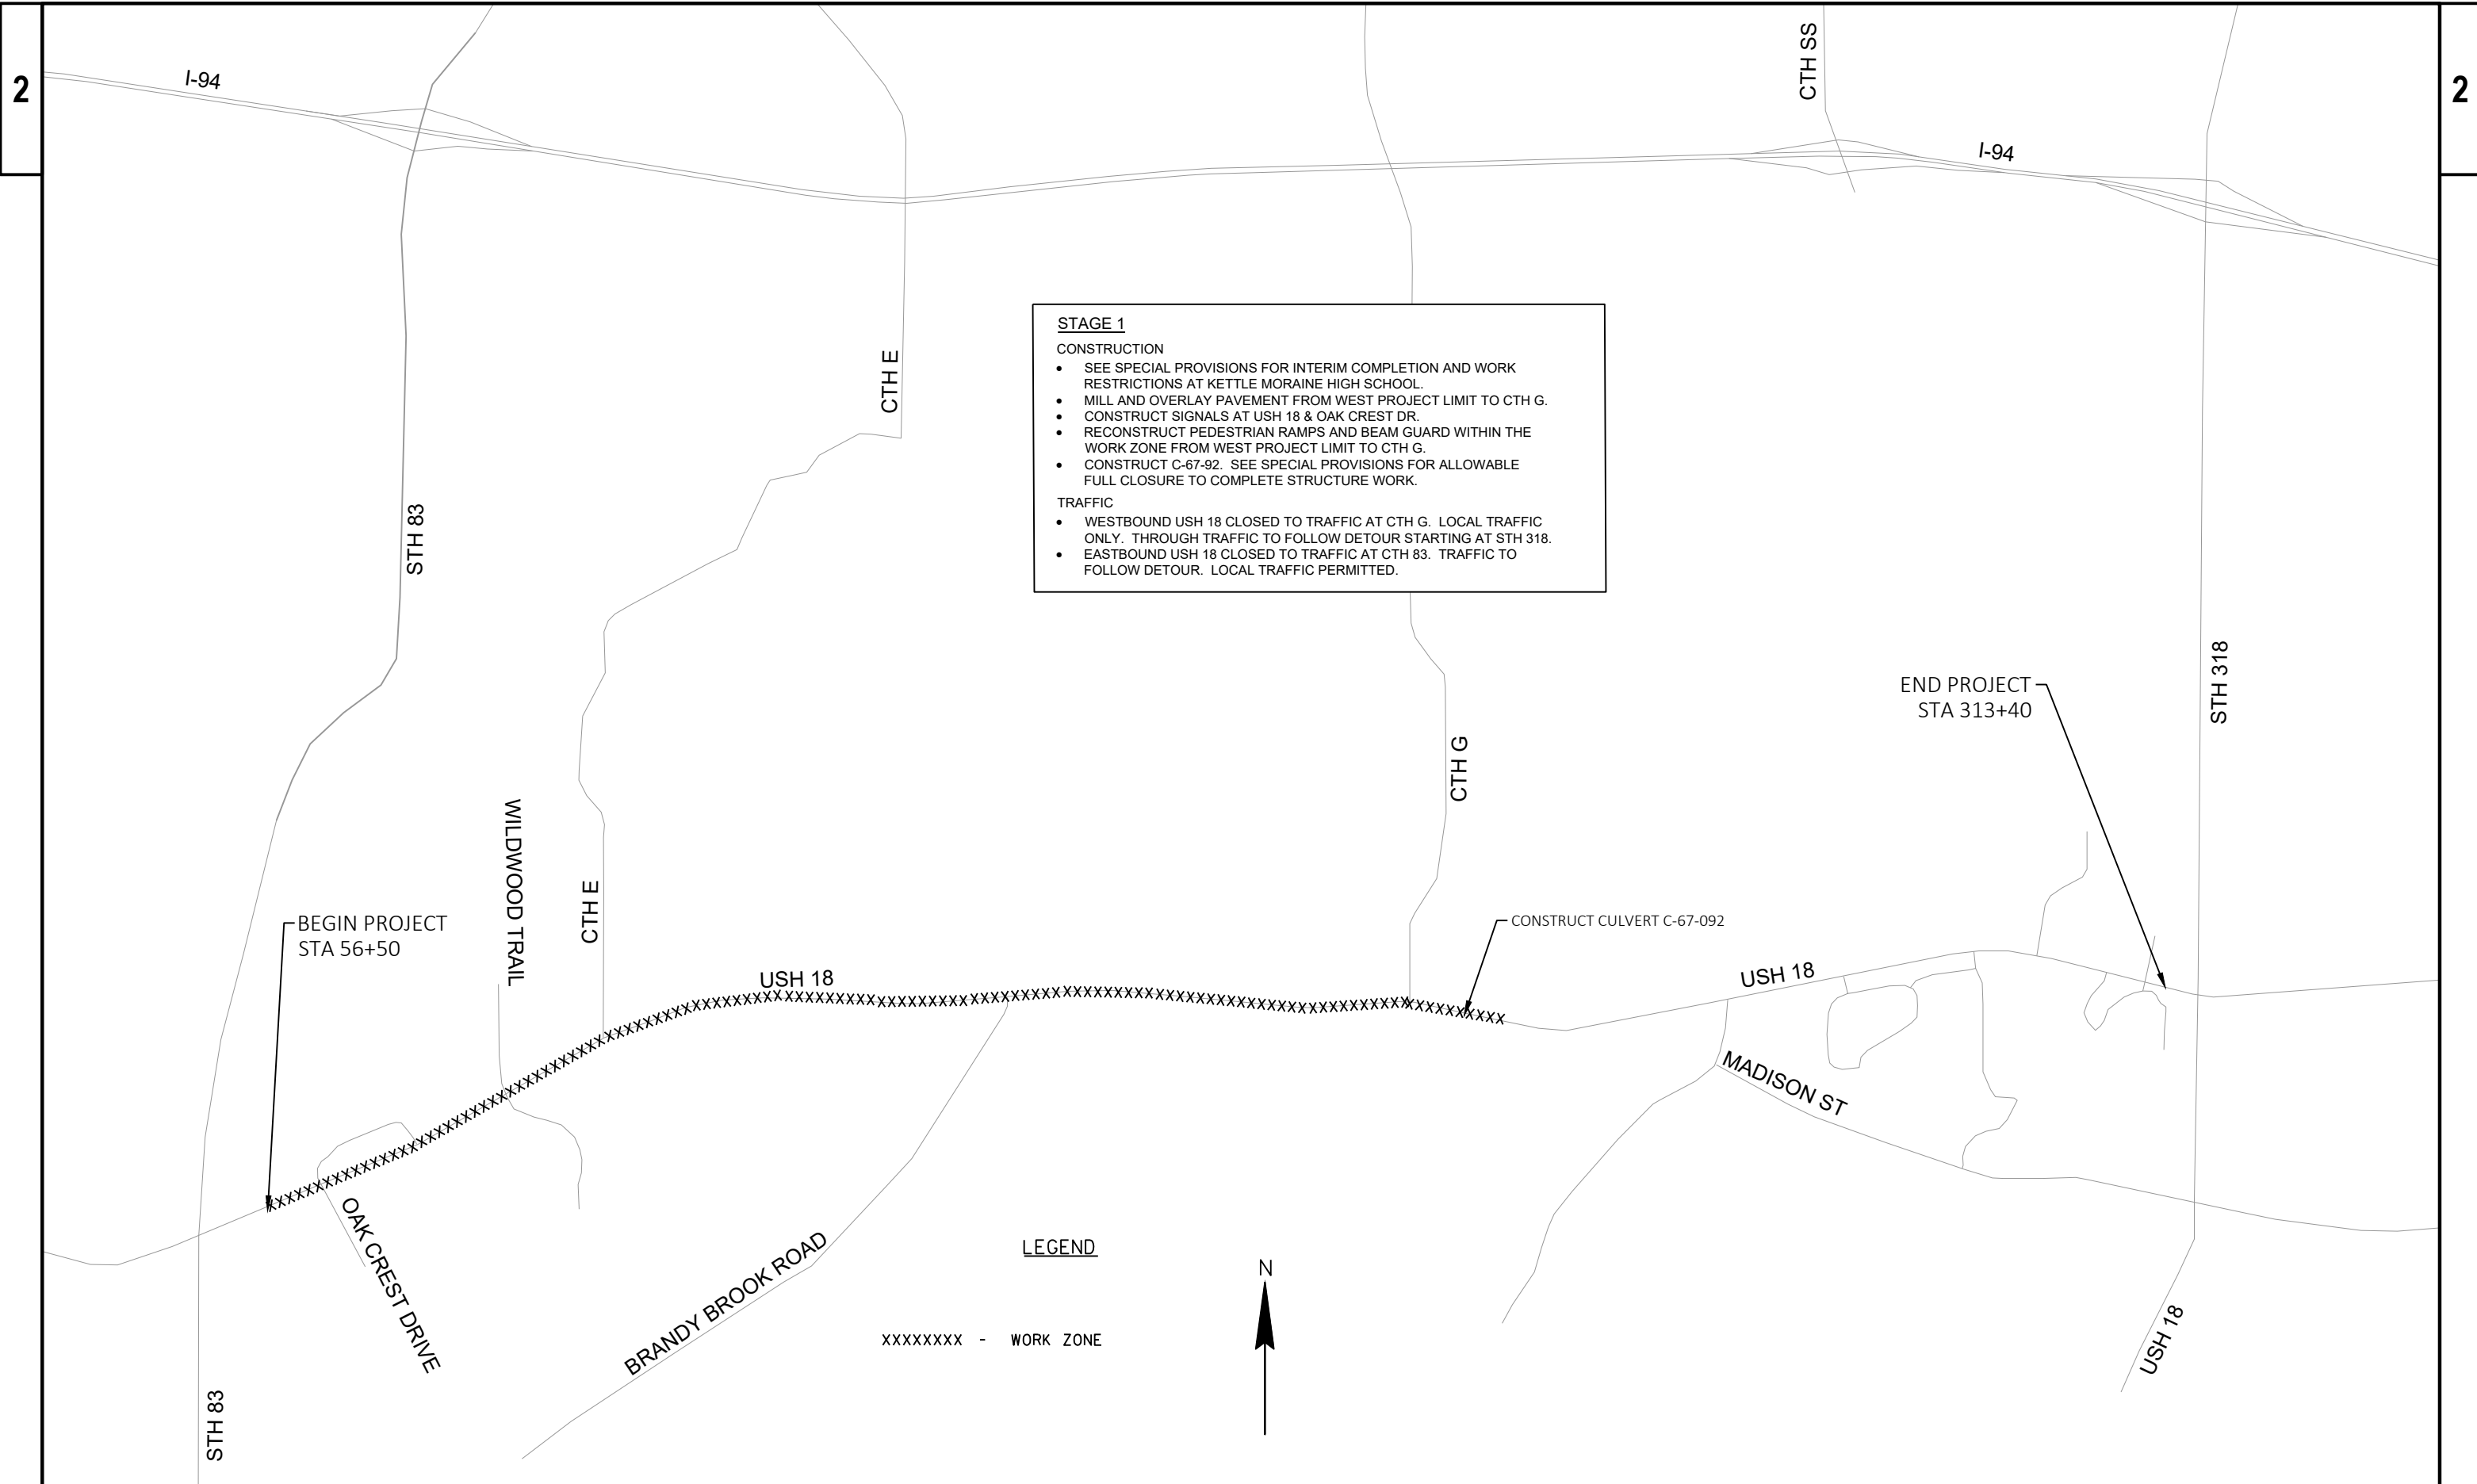 2
2
I-94
CTH SS
I-94
STAGE 1
CONSTRUCTION
• SEE SPECIAL PROVISIONS FOR INTERIM COMPLETION AND WORK
RESTRICTIONS AT KETTLE MORAINE HIGH SCHOOL.
• MILL AND OVERLAY PAVEMENT FROM WEST PROJECT LIMIT TO CTH G.
• CONSTRUCT SIGNALS AT USH 18 & OAK CREST DR.
• RECONSTRUCT PEDESTRIAN RAMPS AND BEAM GUARD WITHIN THE
WORK ZONE FROM WEST PROJECT LIMIT TO CTH G.
• CONSTRUCT C-67-92. SEE SPECIAL PROVISIONS FOR ALLOWABLE
FULL CLOSURE TO COMPLETE STRUCTURE WORK.
TRAFFIC
• WESTBOUND USH 18 CLOSED TO TRAFFIC AT CTH G. LOCAL TRAFFIC
ONLY. THROUGH TRAFFIC TO FOLLOW DETOUR STARTING AT STH 318.
• EASTBOUND USH 18 CLOSED TO TRAFFIC AT CTH 83. TRAFFIC TO
FOLLOW DETOUR. LOCAL TRAFFIC PERMITTED.
CTH E
STH 83
STH 318
END PROJECT
STA 313+40
CTH G
WILDWOOD TRAIL
CTH E
BEGIN PROJECT
STA 56+50
CONSTRUCT CULVERT C-67-092
USH 18
USH 18
MADISON ST
OAK CREST DRIVE
BRANDY BROOK ROAD
LEGEND
N
XXXXXXXX - WORK ZONE
USH 18
STH 83